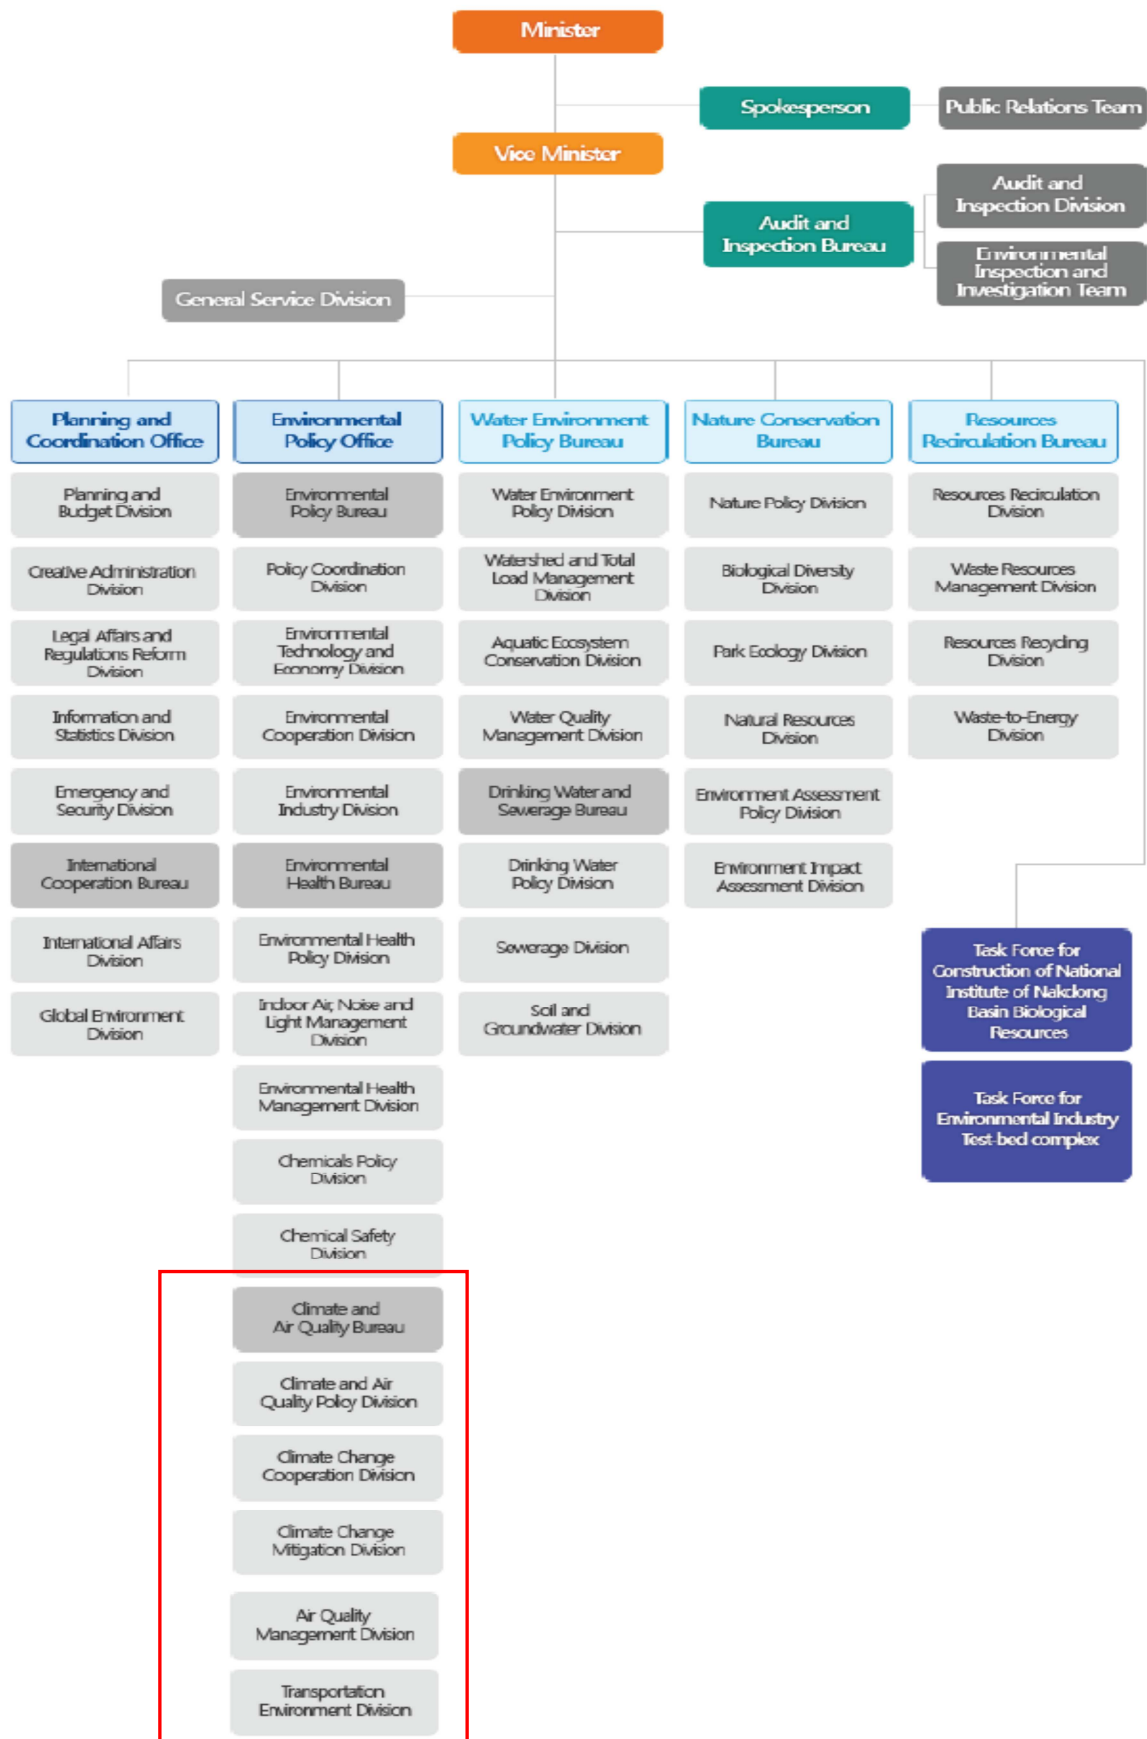 Minister
Spokesperson
Public Relations Team
Vice Minister
Audit and
Inspection Bureau
Audit and
Inspection Division
Environmental
Inspection and
Investigation Team
General Service Division
Planning and
Coordination Office
Planning and
Budget Division
Creative Administration
Division
Legal Affairs and
Regulations Reform
Division
Information and
Statistics Division
Emergency and
Security Division
International
Cooperation Bureau
International Affairs
Division
Global Environment
Division
Environmental
Policy Office
Environmental
Policy Bureau
Policy Coordination
Division
Environmental
Technology and
Economy Division
Environmental
Cooperation Division
Environmental
Industry Division
Environmental
Health Bureau
Environmental Health
Policy Division
Indoor Air, Noise and
Light Management
Division
Environmental Health
Management Division
Chemicals Policy
Division
Chemical Safety
Division
Climate and
Air Quality Bureau
Climate and Air
Quality Policy Division
Climate Change
Cooperation Division
Climate Change
Mitigation Division
Air Quality
Management Division
Transportation
Environment Division
Water Environment
Policy Bureau
Water Environment
Policy Division
Watershed and Total
Load Management
Division
Aquatic Ecosystem
Conservation Division
Water Quality
Management Division
Drinking Water and
Sewerage Bureau
Drinking Water
Policy Division
Sewerage Division
Soil and
Groundwater Division
Nature Conservation
Bureau
Nature Policy Division
Biological Diversity
Division
Park Ecology Division
Natural Resources
Division
Environment Assessment
Policy Division
Environment Impact
Assessment Division
Resources
Recirculation Bureau
Resources Recirculation
Division
Waste Resources
Management Division
Resources Recycling
Division
Waste-to-Energy
Division
Task Force for
Construction of National
Institute of Nakdong
Basin Biological
Resources
Task Force for
Environmental Industry
Test-bed complex